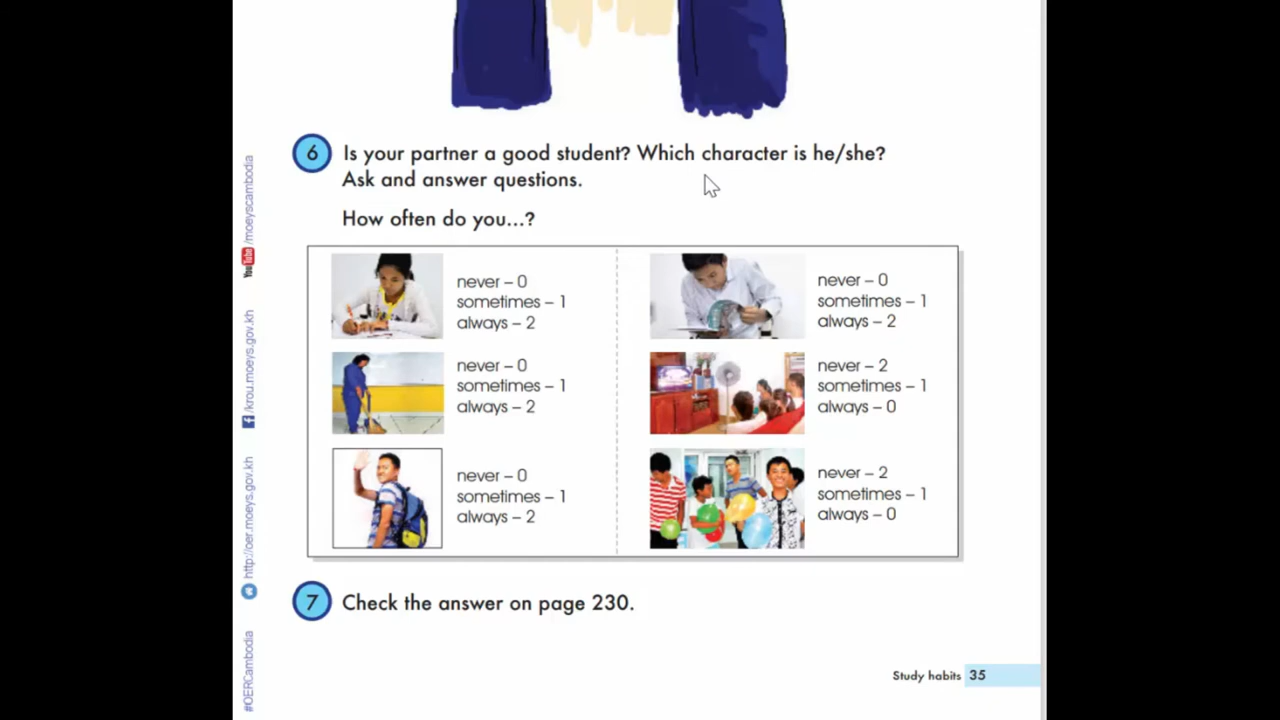 6 Is your partner a good student? Which character is he/she?
Ask and answer questions.
How often do you...?
never – 0
sometimes – 1
always – 2
never – 0
sometimes – 1
always – 2
never – 0
sometimes – 1
always – 2
never – 0
sometimes – 1
always – 2
never – 2
sometimes – 1
always – 0
never – 2
sometimes – 1
always – 0
7 Check the answer on page 230.
Study habits 35
YouTube /moeyscambodia
f /krou.moeys.gov.kh
http://oer.moeys.gov.kh
#OERCambodia